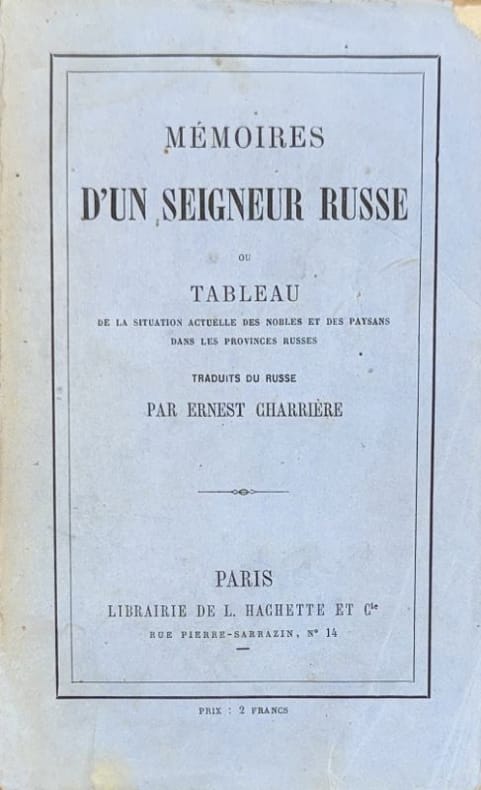 MÉMOIRES
D'UN SEIGNEUR RUSSE
OU
TABLEAU
DE LA SITUATION ACTUELLE DES NOBLES ET DES PAYSANS
DANS LES PROVINCES RUSSES
TRADUITS DU RUSSE
PAR ERNEST CHARRIÈRE
PARIS
LIBRAIRIE DE L. HACHETTE ET Cie
RUE PIERRE-SARRAZIN, N° 14
PRIX : 2 FRANCS